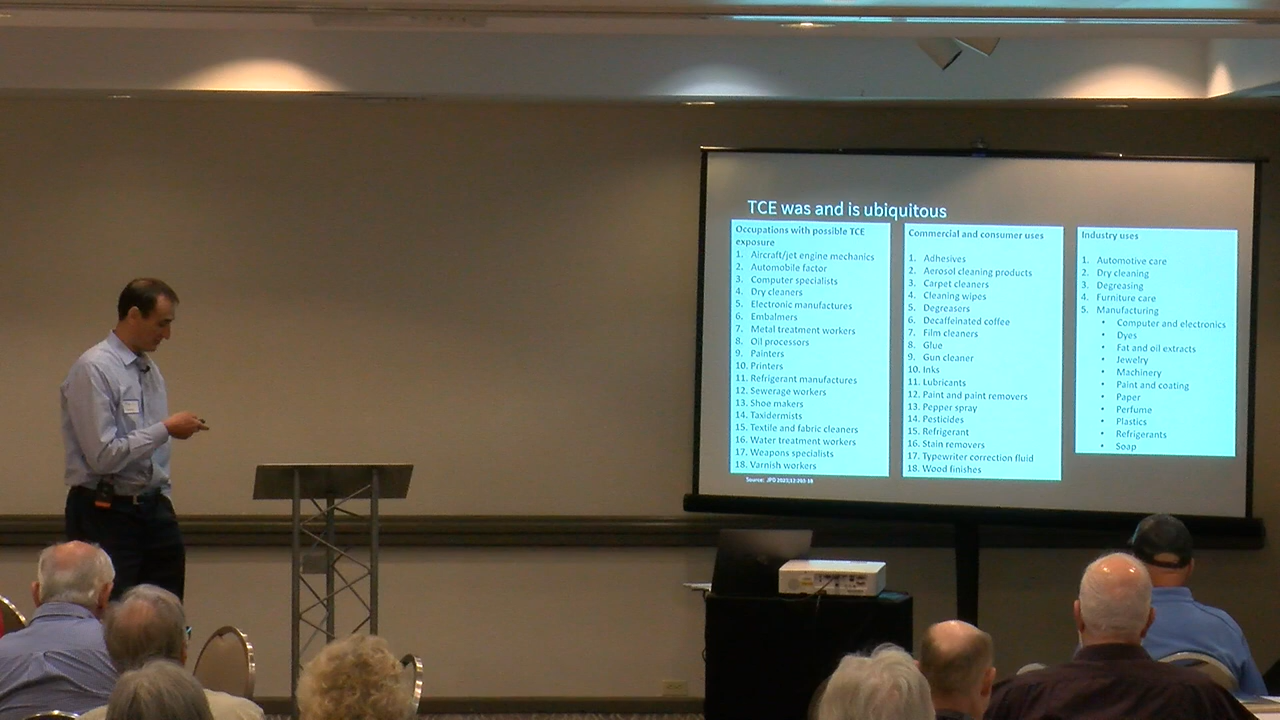 TCE was and is ubiquitous
Occupations with possible TCE
exposure
1. Aircraft/jet engine mechanics
2. Automobile factor
3. Computer specialists
4. Dry cleaners
5. Electronic manufactures
6. Embalmers
7. Metal treatment workers
8. Oil processors
9. Painters
10. Printers
11. Refrigerant manufactures
12. Sewerage workers
13. Shoe makers
14. Taxidermists
15. Textile and fabric cleaners
16. Water treatment workers
17. Weapons specialists
18. Varnish workers
Commercial and consumer uses
1. Adhesives
2. Aerosol cleaning products
3. Carpet cleaners
4. Cleaning wipes
5. Degreasers
6. Decaffeinated coffee
7. Film cleaners
8. Glue
9. Gun cleaner
10. Inks
11. Lubricants
12. Paint and paint removers
13. Pepper spray
14. Pesticides
15. Refrigerant
16. Stain removers
17. Typewriter correction fluid
18. Wood finishes
Industry uses
1. Automotive care
2. Dry cleaning
3. Degreasing
4. Furniture care
5. Manufacturing
• Computer and electronics
• Dyes
• Fat and oil extracts
• Jewelry
• Machinery
• Paint and coating
• Paper
• Perfume
• Plastics
• Refrigerants
• Soap
Source: JPD